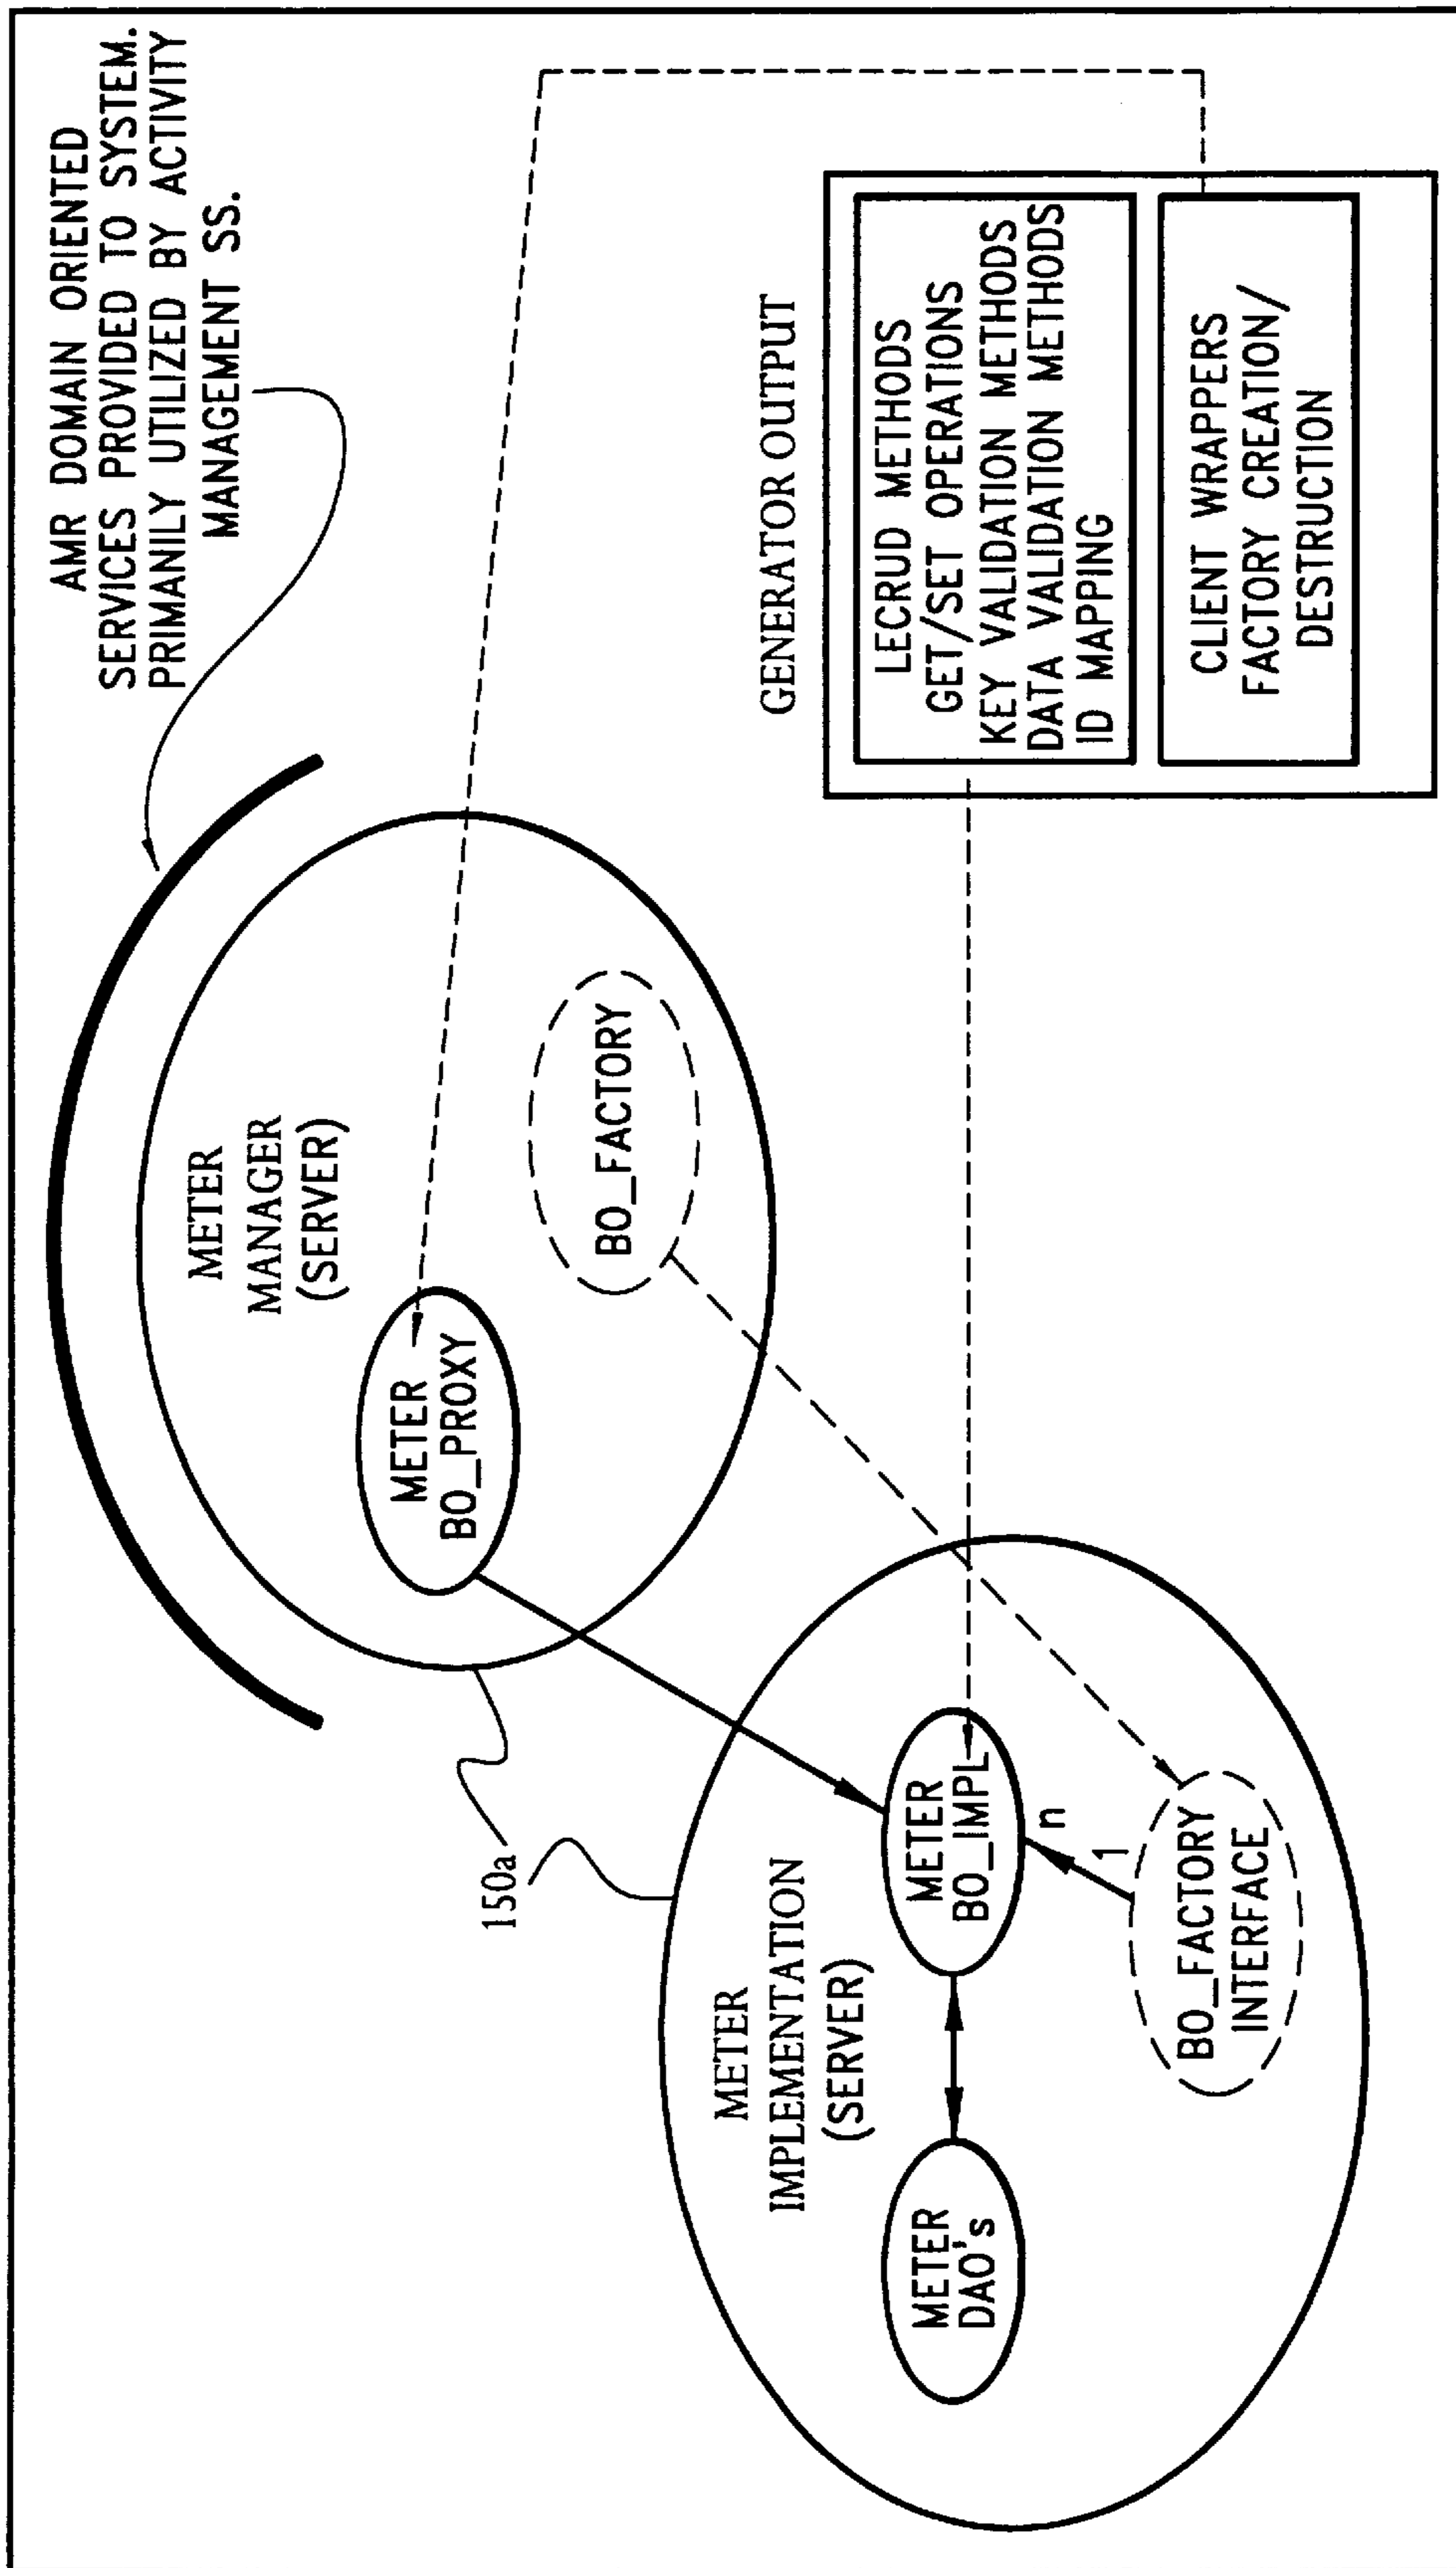 AMR DOMAIN ORIENTED
SERVICES PROVIDED TO SYSTEM.
PRIMANILY UTILIZED BY ACTIVITY
MANAGEMENT SS.
METER
MANAGER
(SERVER)
METER
BO_PROXY
BO_FACTORY
150a
GENERATOR OUTPUT
LECRUD METHODS
GET/SET OPERATIONS
KEY VALIDATION METHODS
DATA VALIDATION METHODS
ID MAPPING
CLIENT WRAPPERS
FACTORY CREATION/
DESTRUCTION
METER
IMPLEMENTATION
(SERVER)
METER
DAO's
METER
BO_IMPL
n
1
BO_FACTORY
INTERFACE